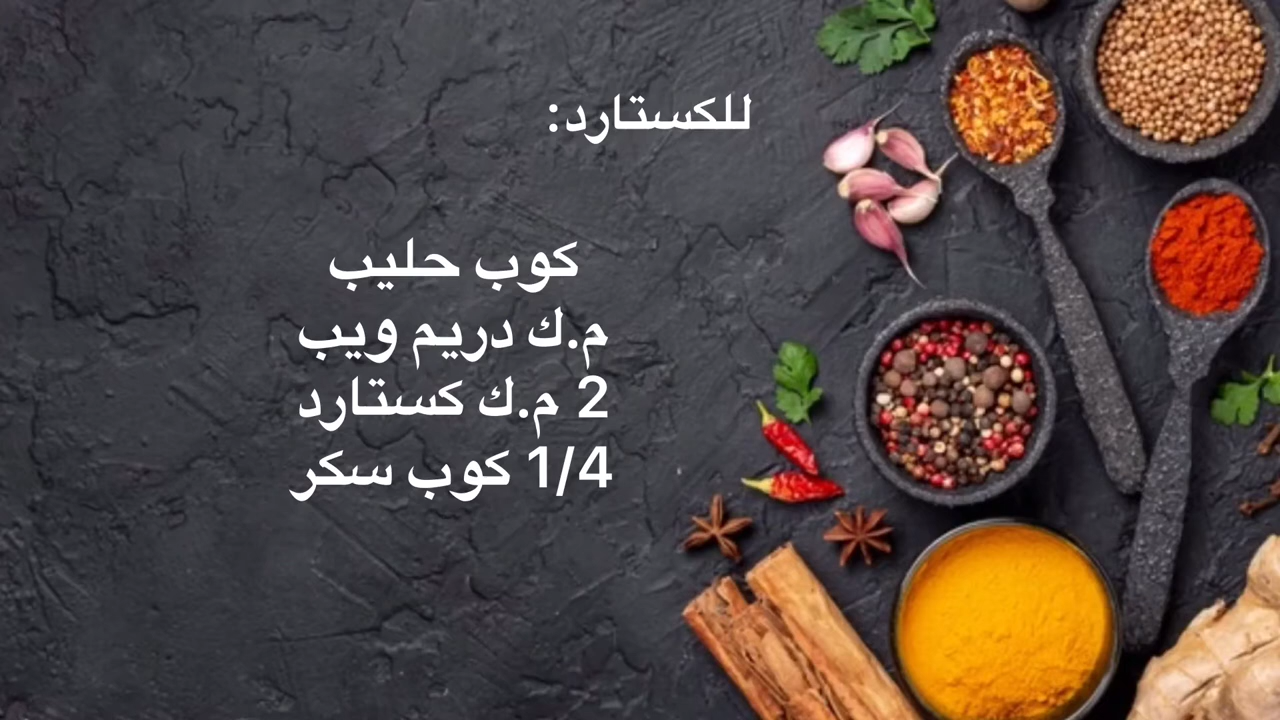 للكستارد:
كوب حليب
م.ك دريم ويب
2 م.ك كستارد
1/4 كوب سكر